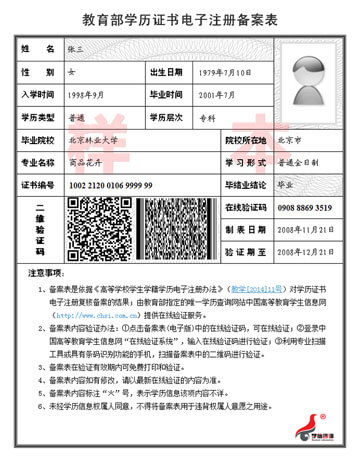 教育部学历证书电子注册备案表
姓 名 张三
性 别 女 出生日期 1979年7月10日
入学时间 1998年9月 毕业时间 2001年7月
学历类型 普通 学历层次 专科
样 本
毕业院校 北京林业大学 院校所在地 北京市
专业名称 商品花卉 学习形式 普通全日制
证书编号 1002 2120 0106 9999 99 毕结业结论 毕业
二维验证码 在线验证码 0908 8869 3519
制表日期 2008年11月21日
验证期至 2008年12月21日
注意事项：
1、备案表是依据《高等学校学生学籍学历电子注册办法》（教学[2014]11号）对学历证书
电子注册复核备案的结果；由教育部指定的唯一学历查询网站中国高等教育学生信息网
（http://www.chsi.com.cn）提供在线验证服务。
2、备案表内容验证办法：①点击备案表（电子版）中的在线验证码，可在线验证；②登录中
国高等教育学生信息网“在线验证系统”，输入在线验证码进行验证；③利用专业扫描
工具或具有条码识别功能的手机，扫描备案表中的二维码进行验证。
3、备案表在验证有效期内可免费打印和验证。
4、备案表内容如有修改，请以最新在线验证的内容为准。
5、备案表内容标注“火”号，表示学历信息该项内容不详。
6、未经学历信息权属人同意，不得将备案表用于违背权属人意愿之用途。
学信咨询